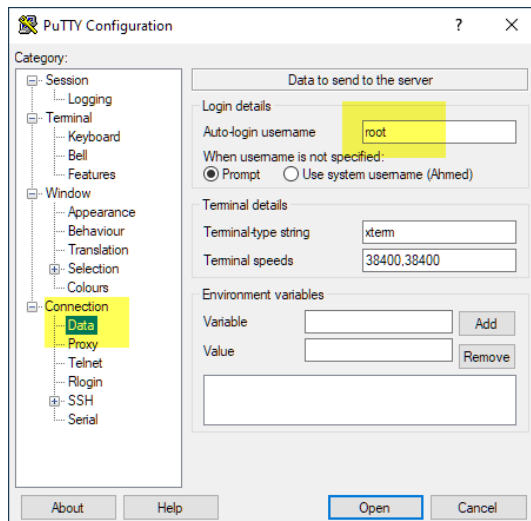 PuTTY Configuration ? ×
Category:
Session
Logging
Terminal
Keyboard
Bell
Features
Window
Appearance
Behaviour
Translation
Selection
Colours
Connection
Data
Proxy
Telnet
Rlogin
SSH
Serial
Data to send to the server
Login details
Auto-login username root
When username is not specified:
Prompt Use system username (Ahmed)
Terminal details
Terminal-type string xterm
Terminal speeds 38400,38400
Environment variables
Variable Add
Value Remove
About Help Open Cancel